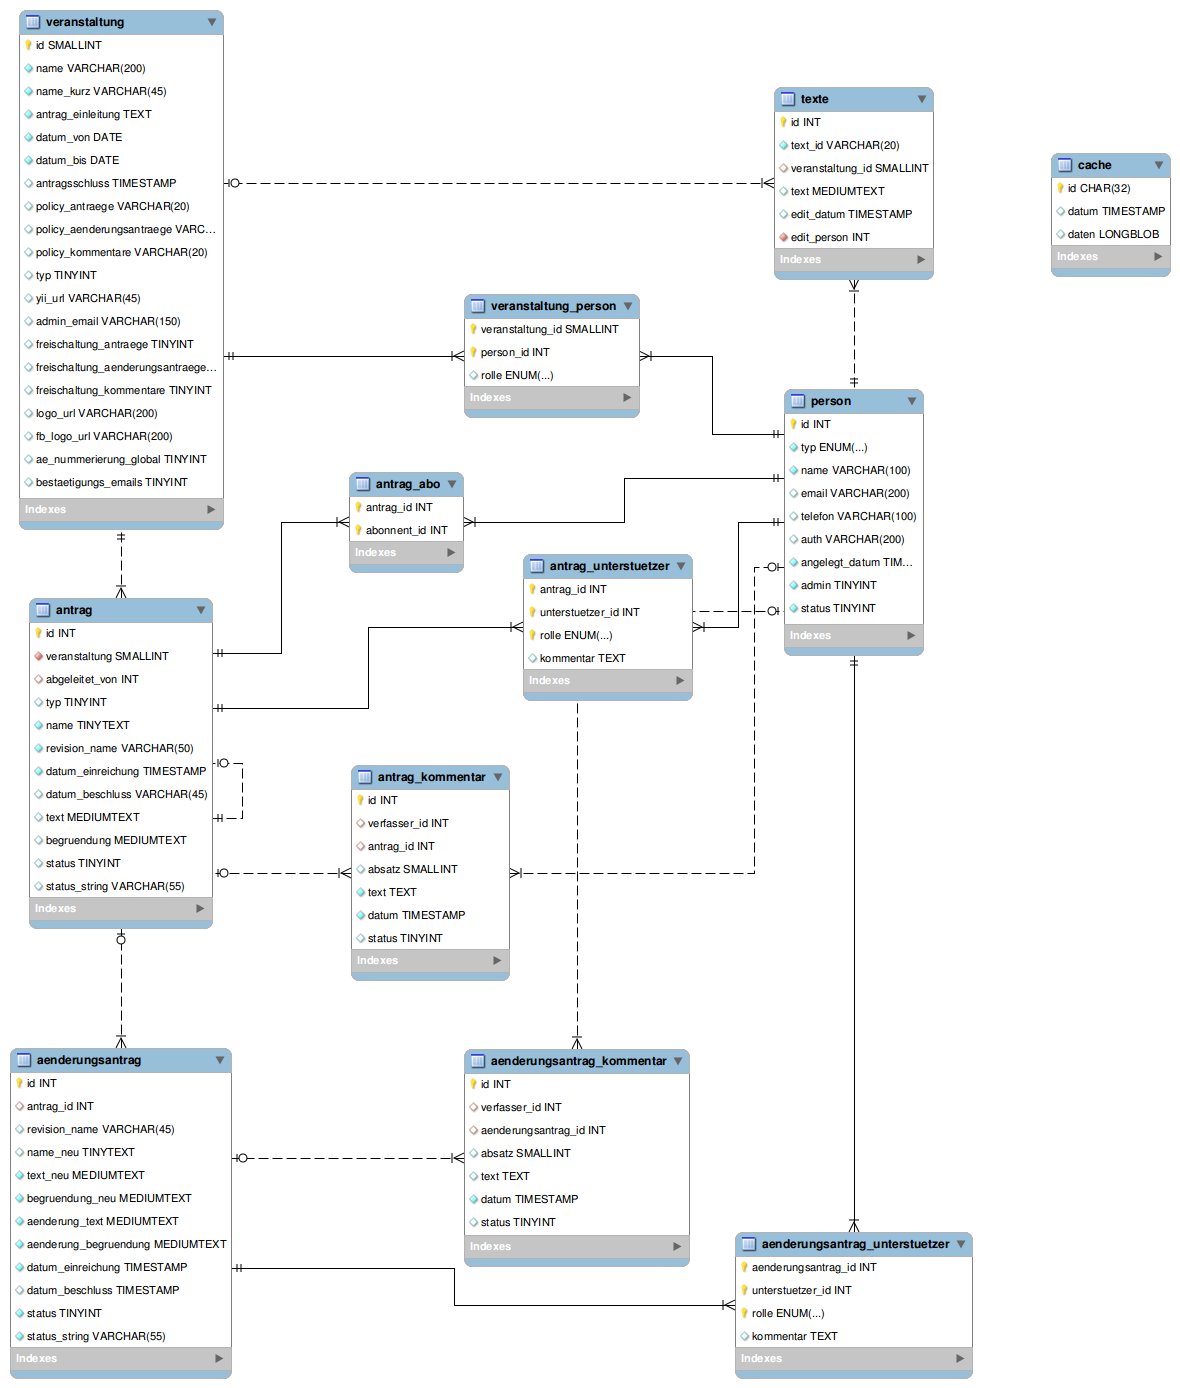 veranstaltung
id SMALLINT
name VARCHAR(200)
name_kurz VARCHAR(45)
antrag_einleitung TEXT
datum_von DATE
datum_bis DATE
antragsschluss TIMESTAMP
policy_antraege VARCHAR(20)
policy_aenderungsantraege VARC...
policy_kommentare VARCHAR(20)
typ TINYINT
yii_url VARCHAR(45)
admin_email VARCHAR(150)
freischaltung_antraege TINYINT
freischaltung_aenderungsantraege...
freischaltung_kommentare TINYINT
logo_url VARCHAR(200)
fb_logo_url VARCHAR(200)
ae_nummerierung_global TINYINT
bestaetigungs_emails TINYINT
Indexes
texte
id INT
text_id VARCHAR(20)
veranstaltung_id SMALLINT
text MEDIUMTEXT
edit_datum TIMESTAMP
edit_person INT
Indexes
cache
id CHAR(32)
datum TIMESTAMP
daten LONGBLOB
Indexes
veranstaltung_person
veranstaltung_id SMALLINT
person_id INT
rolle ENUM(...)
Indexes
person
id INT
typ ENUM(...)
name VARCHAR(100)
email VARCHAR(200)
telefon VARCHAR(100)
auth VARCHAR(200)
angelegt_datum TIM...
admin TINYINT
status TINYINT
Indexes
antrag_abo
antrag_id INT
abonnent_id INT
Indexes
antrag_unterstuetzer
antrag_id INT
unterstuetzer_id INT
rolle ENUM(...)
kommentar TEXT
Indexes
antrag
id INT
veranstaltung SMALLINT
abgeleitet_von INT
typ TINYINT
name TINYTEXT
revision_name VARCHAR(50)
datum_einreichung TIMESTAMP
datum_beschluss VARCHAR(45)
text MEDIUMTEXT
begruendung MEDIUMTEXT
status TINYINT
status_string VARCHAR(55)
Indexes
antrag_kommentar
id INT
verfasser_id INT
antrag_id INT
absatz SMALLINT
text TEXT
datum TIMESTAMP
status TINYINT
Indexes
aenderungsantrag
id INT
antrag_id INT
revision_name VARCHAR(45)
name_neu TINYTEXT
text_neu MEDIUMTEXT
begruendung_neu MEDIUMTEXT
aenderung_text MEDIUMTEXT
aenderung_begruendung MEDIUMTEXT
datum_einreichung TIMESTAMP
datum_beschluss TIMESTAMP
status TINYINT
status_string VARCHAR(55)
Indexes
aenderungsantrag_kommentar
id INT
verfasser_id INT
aenderungsantrag_id INT
absatz SMALLINT
text TEXT
datum TIMESTAMP
status TINYINT
Indexes
aenderungsantrag_unterstuetzer
aenderungsantrag_id INT
unterstuetzer_id INT
rolle ENUM(...)
kommentar TEXT
Indexes